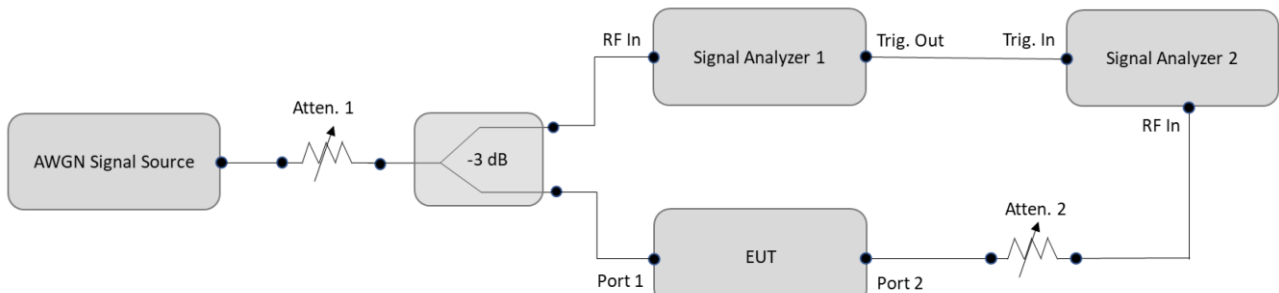 RF In
Signal Analyzer 1
Trig. Out
Trig. In
Signal Analyzer 2
Atten. 1
RF In
AWGN Signal Source
-3 dB
Atten. 2
EUT
Port 1
Port 2